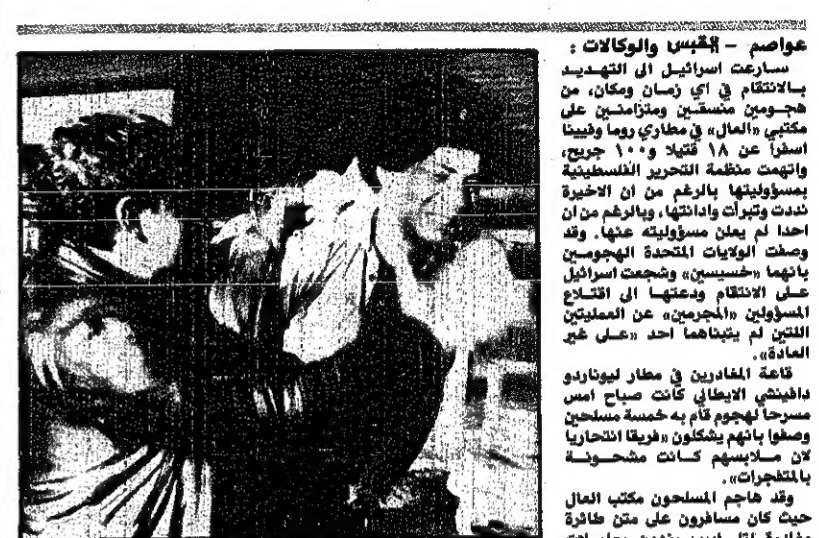 عواصم - القبس والوكالات :
سارعت اسرائيل الى التهديد
بالانتقام في اي زمان ومكان، من
هجومين منسقين ومتزامنين على
مكتبي «العال» في مطاري روما وفيينا
اسفرا عن ١٨ قتيلا و١٠٠ جريح،
واتهمت منظمة التحرير الفلسطينية
بمسؤوليتها بالرغم من ان الاخيرة
نددت وتبرأت وادانتها، وبالرغم من ان
احدا لم يعلن مسؤوليته عنها. وقد
وصفت الولايات المتحدة الهجومين
بانهما «خسيسين» وشجعت اسرائيل
على الانتقام ودعتها الى اقتلاع
المسؤولين «المجرمين» عن العمليتين
اللتين لم يتبناهما احد «على غير
العادة».
قاعة المغادرين في مطار ليوناردو
دافينشي الايطالي كانت صباح امس
مسرحا لهجوم قام به خمسة مسلحين
وصفوا بانهم يشكلون «فريقا انتحاريا
لان ملابسهم كانت مشحونة
بالمتفجرات».
وقد هاجم المسلحون مكتب العال
حيث كان مسافرون على متن طائرة